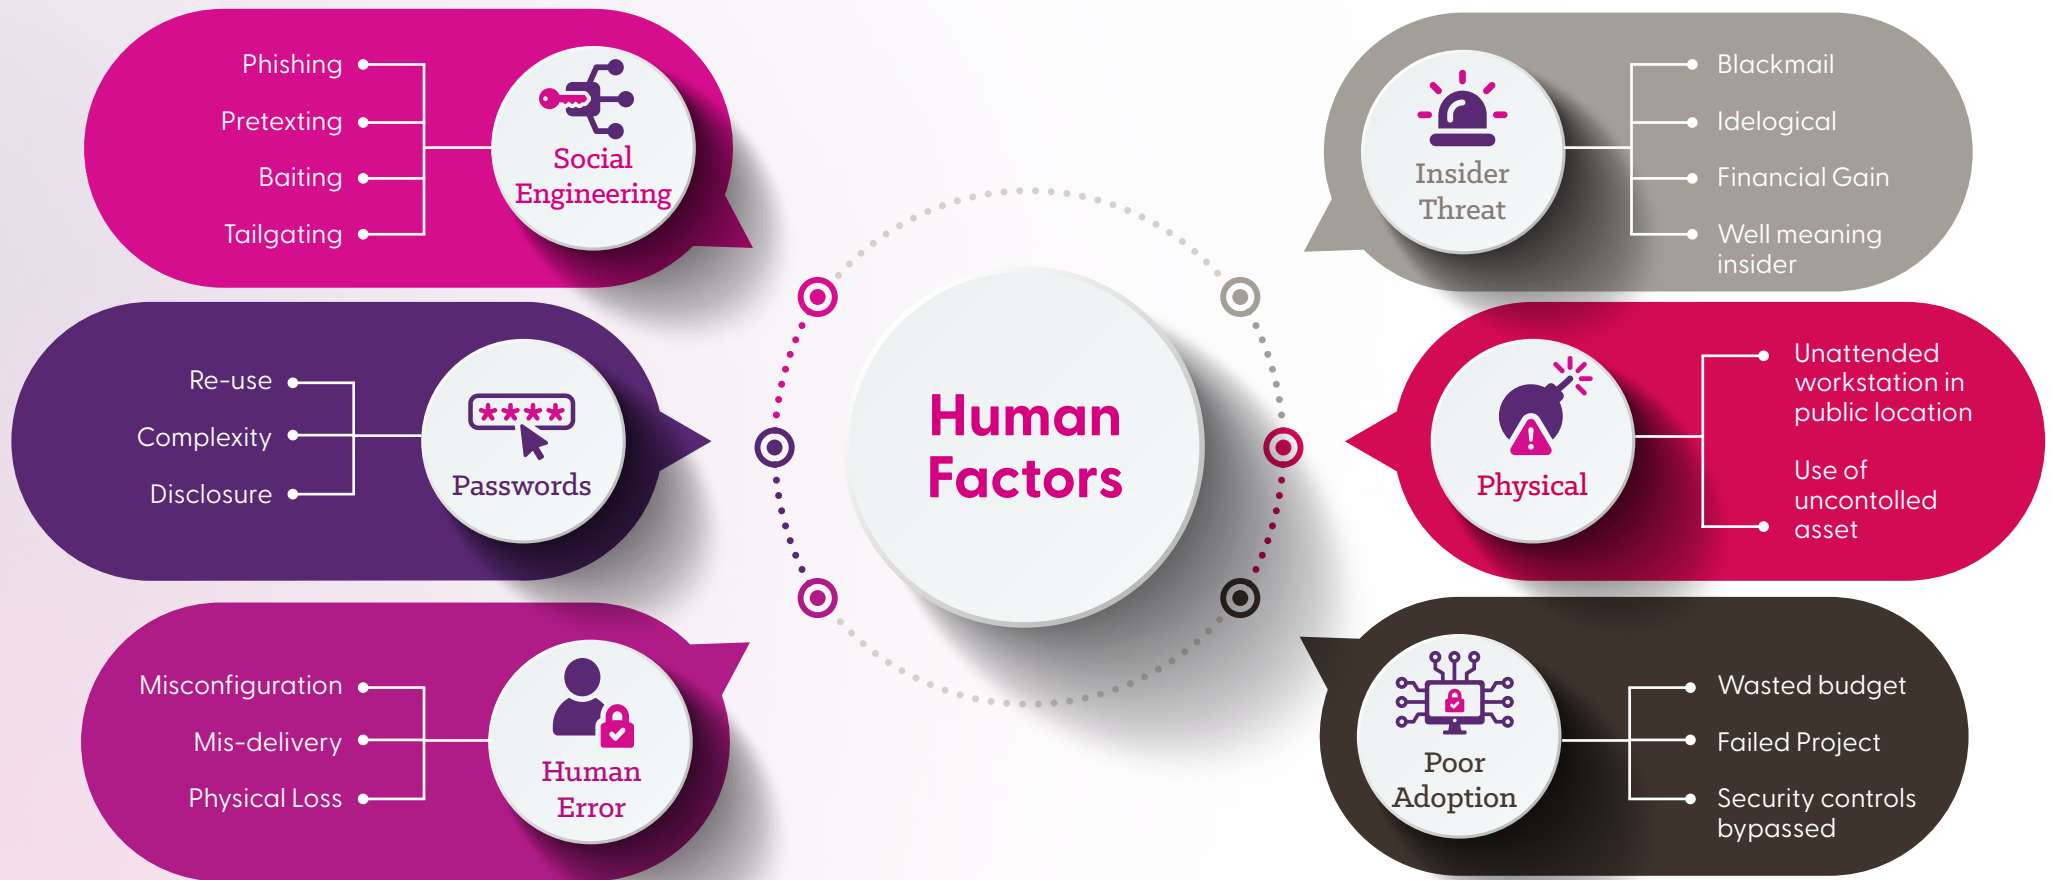 Phishing
Pretexting
Baiting
Tailgating
Social
Engineering
Re-use
Complexity
Disclosure
****
Passwords
Misconfiguration
Mis-delivery
Physical Loss
Human
Error
Human
Factors
Insider
Threat
Blackmail
Idelogical
Financial Gain
Well meaning
insider
Physical
Unattended
workstation in
public location
Use of
uncontolled
asset
Poor
Adoption
Wasted budget
Failed Project
Security controls
bypassed